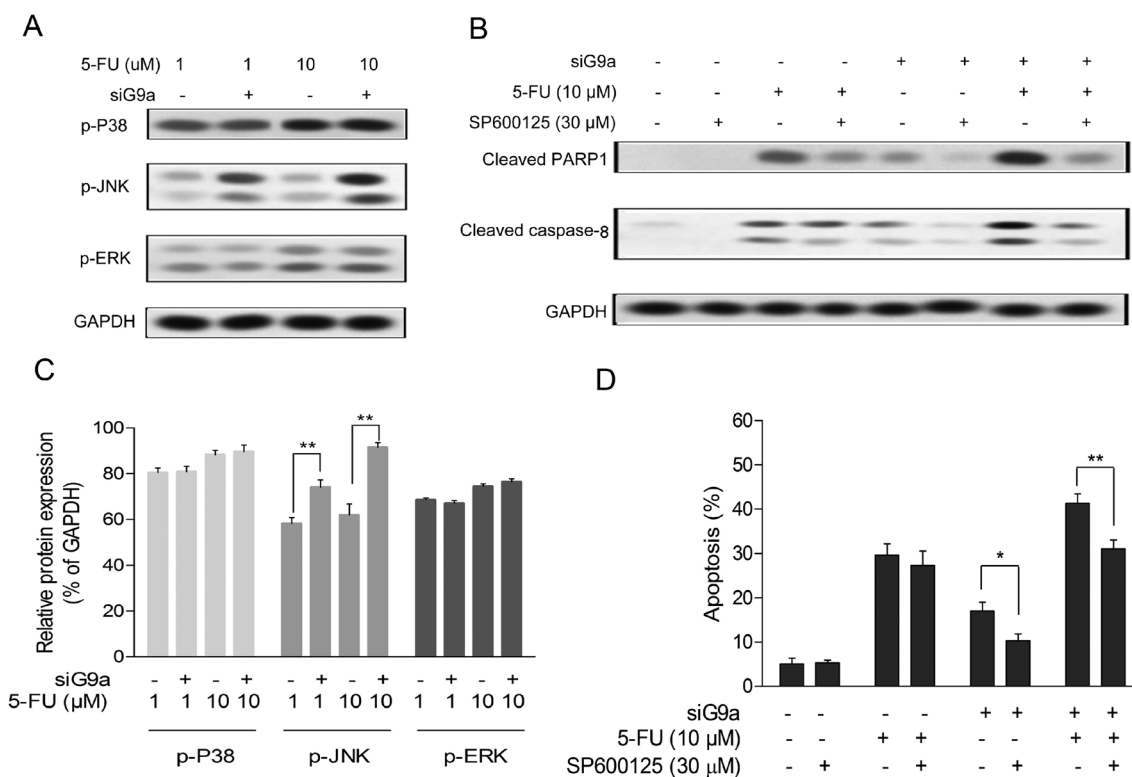 A
5-FU (uM) 1 1 10 10
siG9a - + - +
p-P38
p-JNK
p-ERK
GAPDH
B
siG9a - - - - + + + +
5-FU (10 μM) - - + + - - + +
SP600125 (30 μM) - + - + - + - +
Cleaved PARP1
Cleaved caspase-8
GAPDH
C
Relative protein expression
(% of GAPDH)
100
80
60
40
20
0
** **
siG9a - + - + - + - + - + - +
5-FU (μM) 1 1 10 10 1 1 10 10 1 1 10 10
p-P38 p-JNK p-ERK
D
Apoptosis (%)
60
50
40
30
20
10
0
* **
siG9a - - - - + + + +
5-FU (10 μM) - - + + - - + +
SP600125 (30 μM) - + - + - + - +